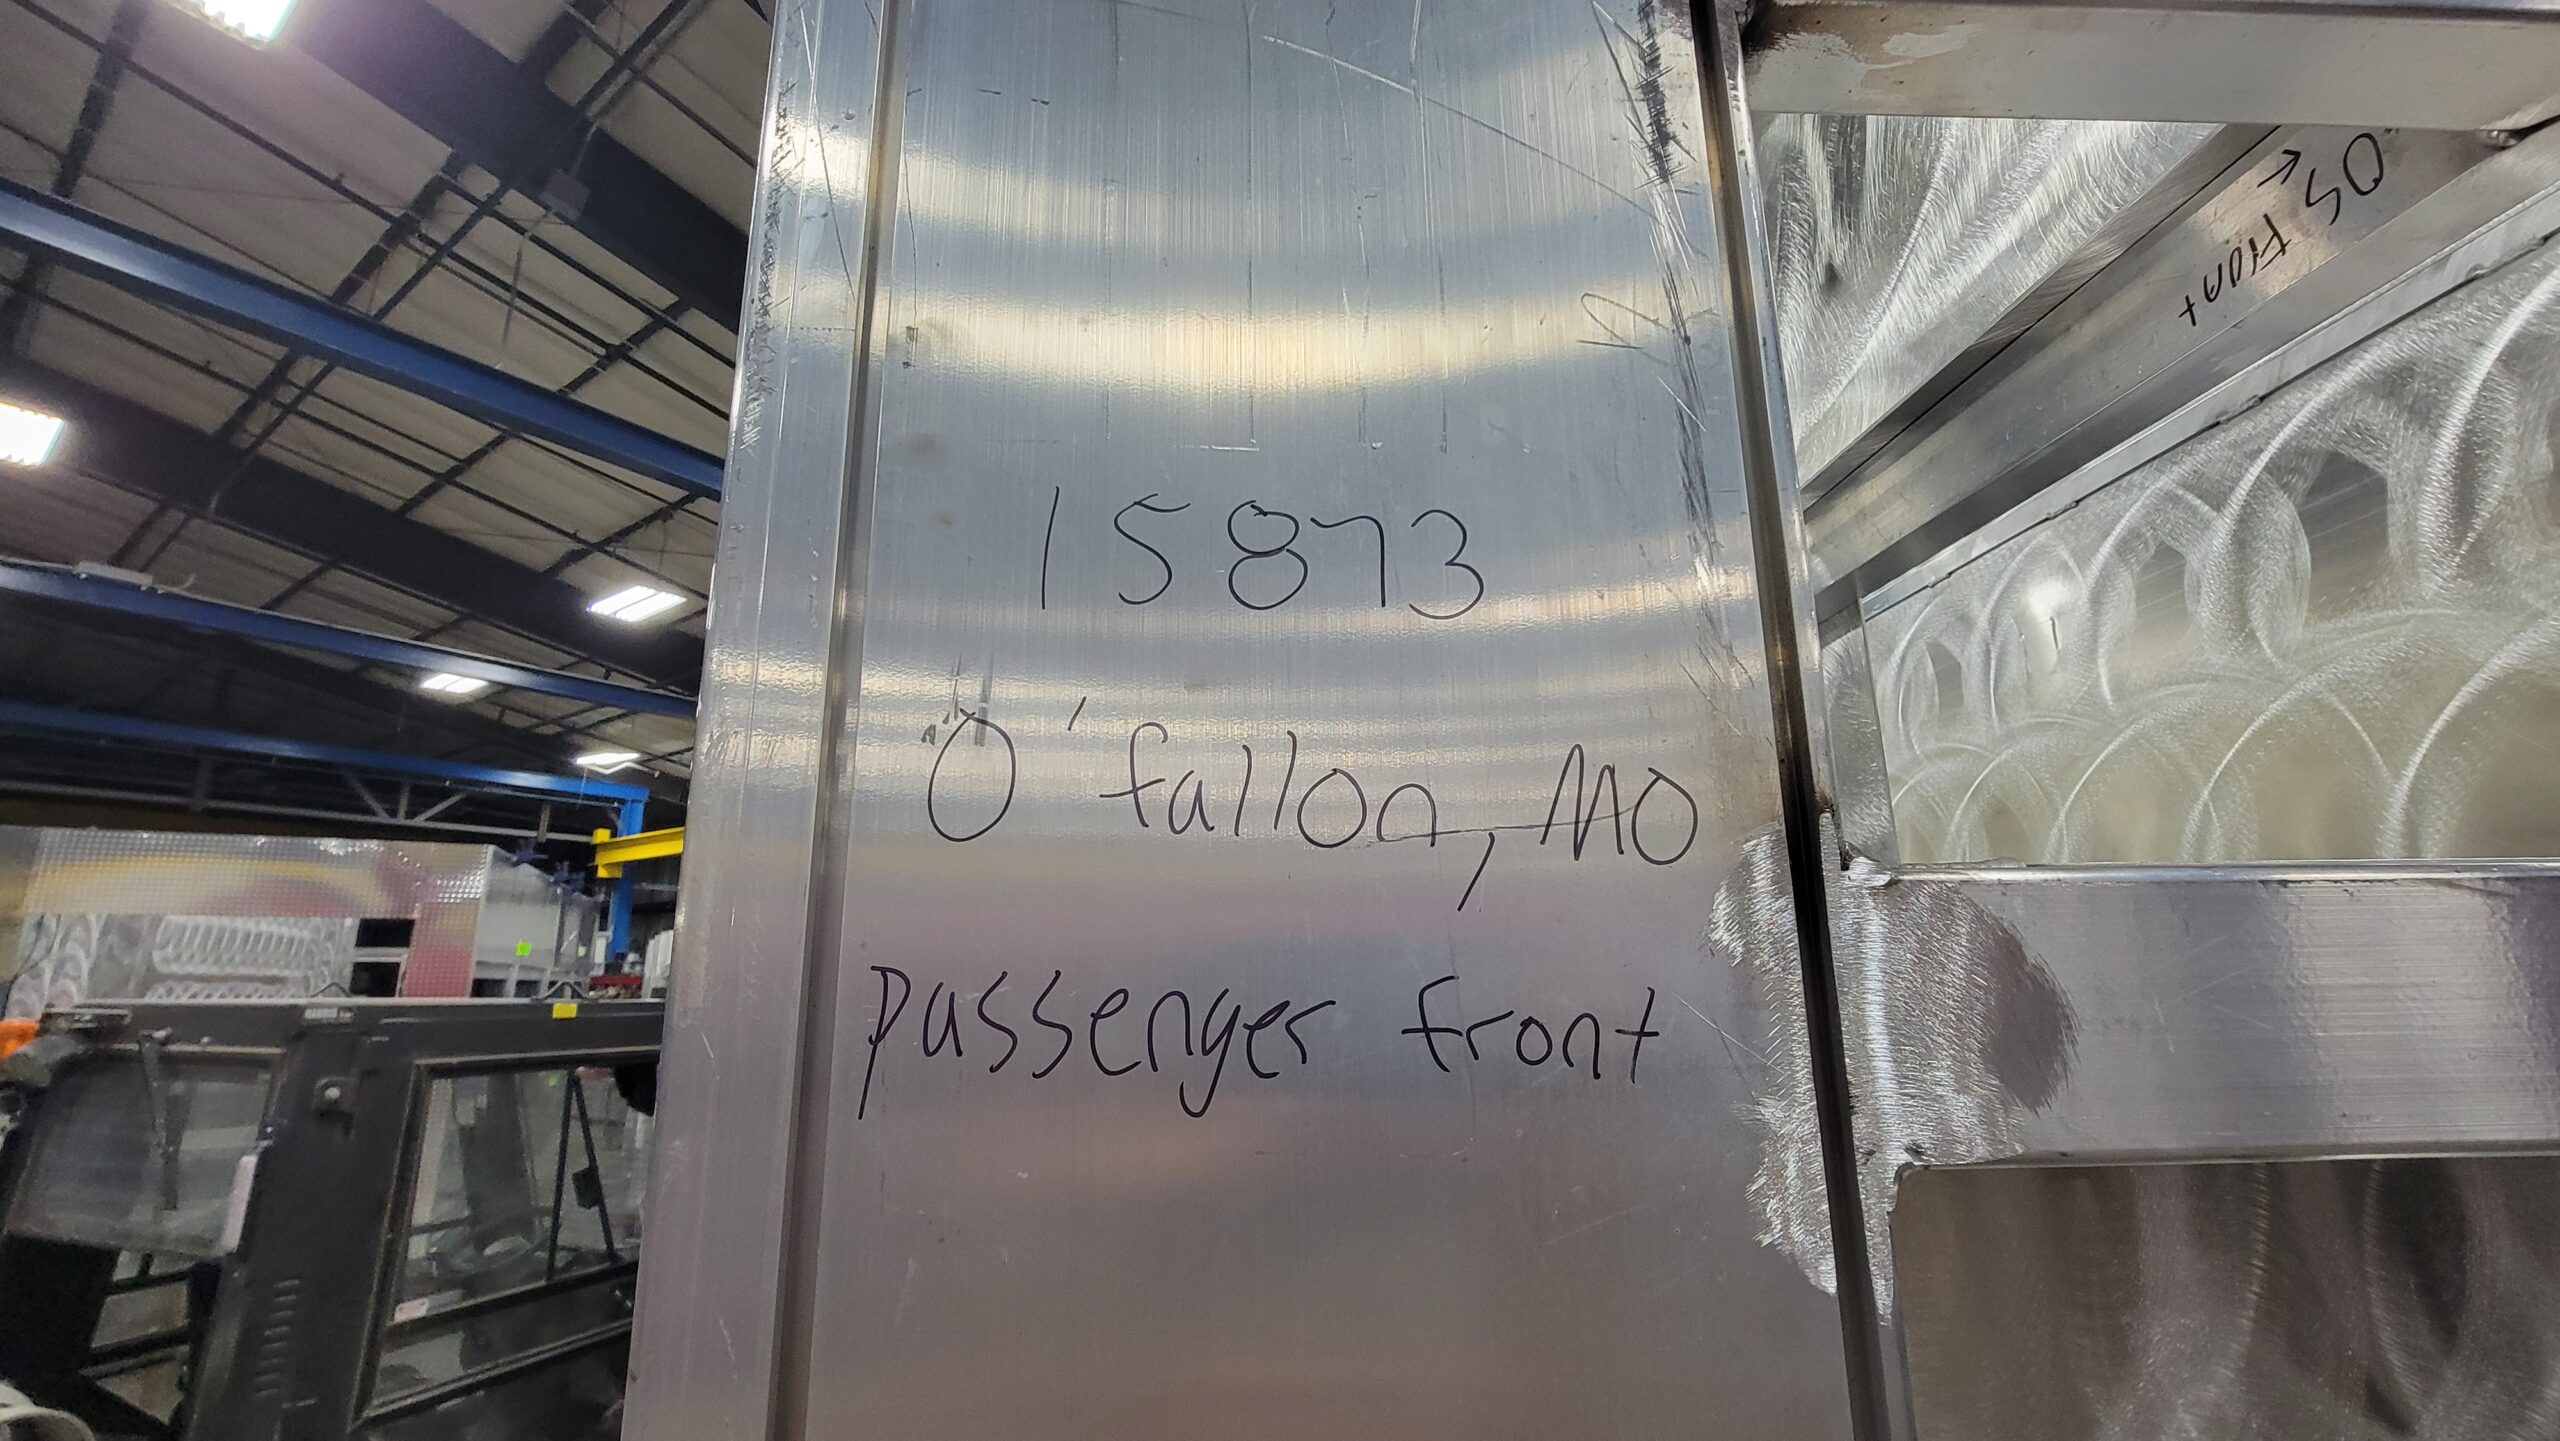 15873
O'fallon, MO
passenger front
OS Front